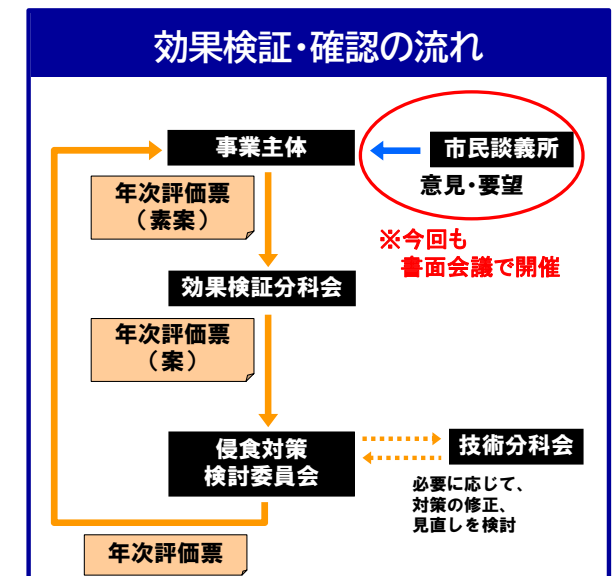 効果検証・確認の流れ
事業主体
市民談義所
意見・要望
年次評価票
（素案）
※今回も
書面会議で開催
効果検証分科会
年次評価票
（案）
侵食対策
検討委員会
技術分科会
必要に応じて、
対策の修正、
見直しを検討
年次評価票